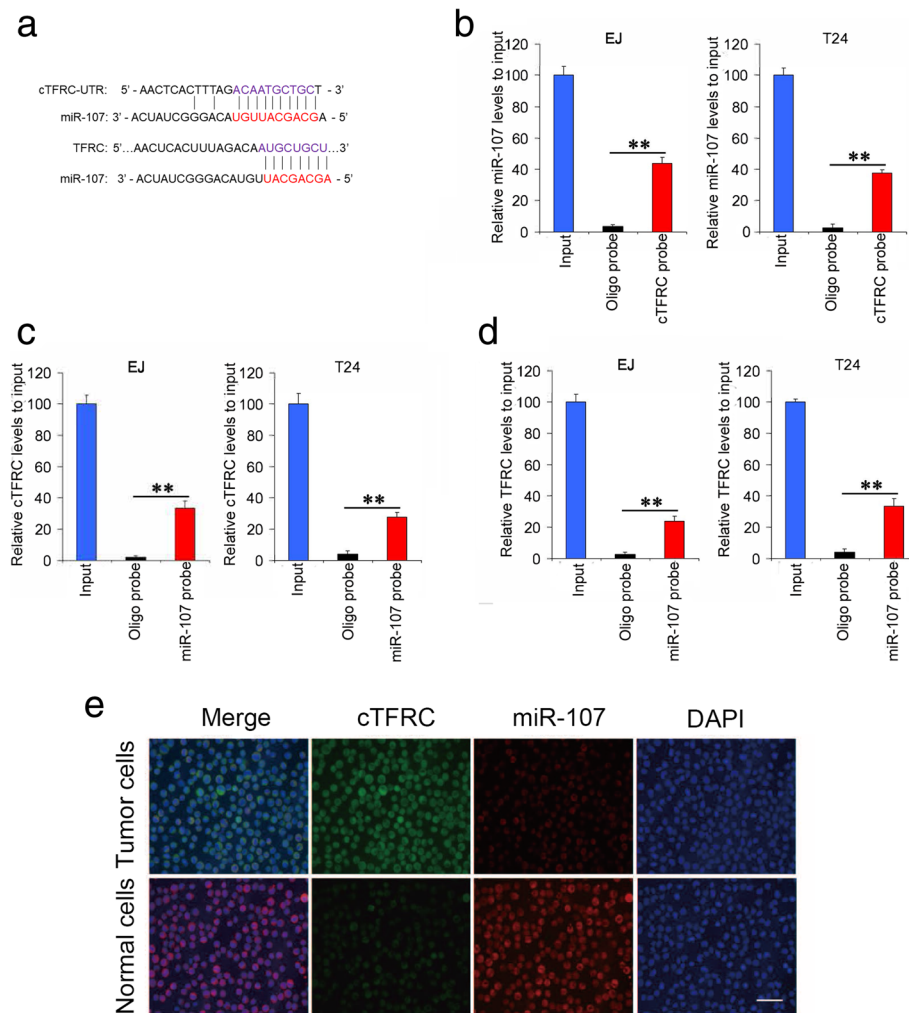 a
cTFRC-UTR: 5' - AACTCACTTTAGACAATGCTGCT - 3'
miR-107: 3' - ACUAUCGGGACAUGUUACGACGA - 5'
TFRC: 5'...AACUCACUUUAGACAAUGCUGCU...3'
miR-107: 3' - ACUAUCGGGACAUGUUACGACGA - 5'
b
EJ
Relative miR-107 levels to input
120
100
80
60
40
20
0
**
Input
Oligo probe
cTFRC probe
T24
Relative miR-107 levels to input
120
100
80
60
40
20
0
**
Input
Oligo probe
cTFRC probe
c
EJ
Relative cTFRC levels to input
120
100
80
60
40
20
0
**
Input
Oligo probe
miR-107 probe
T24
Relative cTFRC levels to input
120
100
80
60
40
20
0
**
Input
Oligo probe
miR-107 probe
d
EJ
Relative TFRC levels to input
120
100
80
60
40
20
0
**
Input
Oligo probe
miR-107 probe
T24
Relative TFRC levels to input
120
100
80
60
40
20
0
**
Input
Oligo probe
miR-107 probe
e
Merge cTFRC miR-107 DAPI
Tumor cells
Normal cells